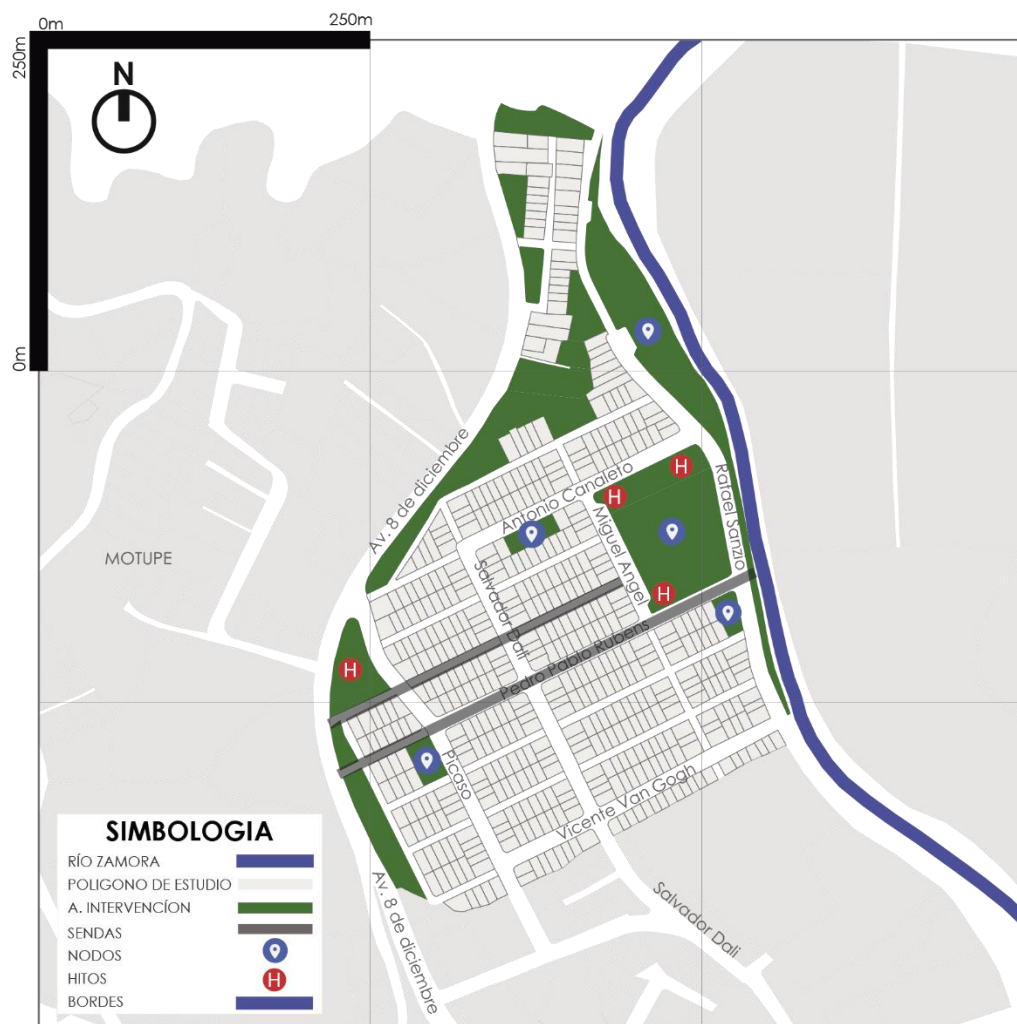 0m
250m
250m
0m
N
Av. 8 de diciembre
Antonio Canaleto
Miguel Angel
Rafael Sanzio
Salvador Dali
MOTUPE
Pedro Pablo Rubens
Picaso
Vicente Van Gogh
Salvador Dali
Av. 8 de diciembre
H
H
H
H
SIMBOLOGIA
RÍO ZAMORA
POLIGONO DE ESTUDIO
A. INTERVENCÍON
SENDAS
NODOS
HITOS
H
BORDES